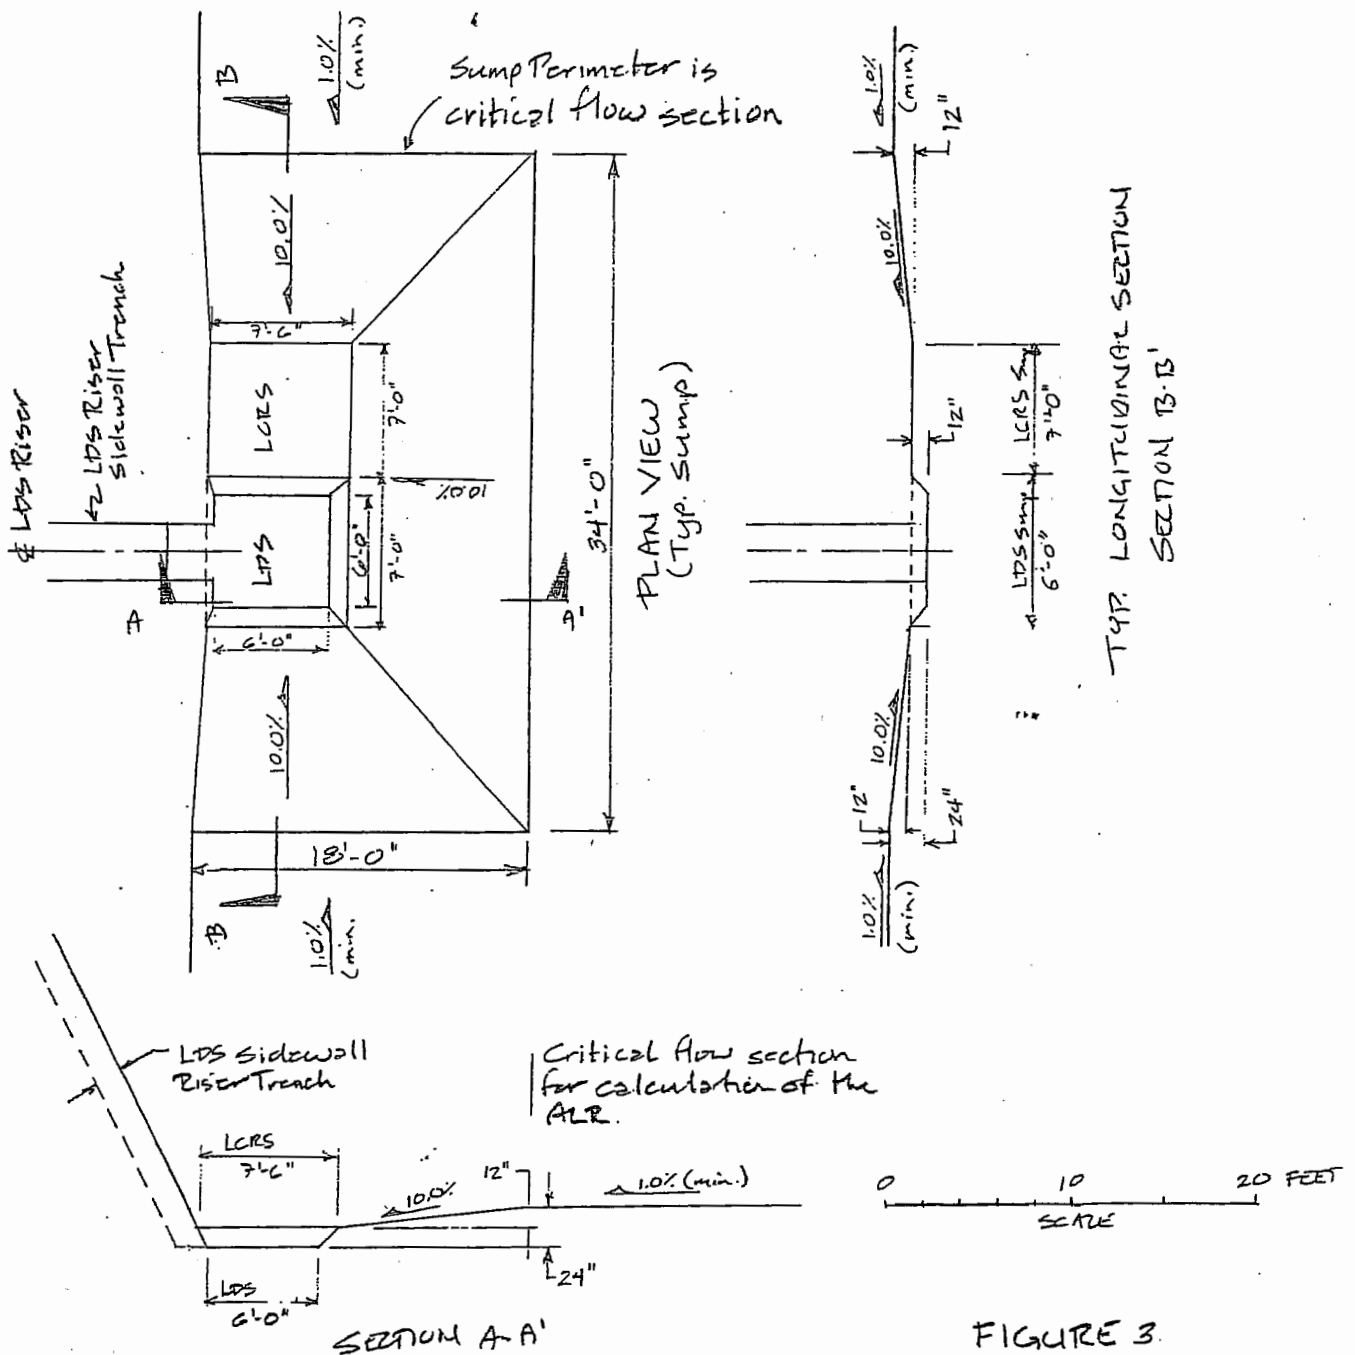 B
1.0%
(min.)
Sump Perimeter is
critical flow section
10.0%
LDS Riser
Sidewall Trench
℄ LDS Riser
7'-6"
LCRS
7'-0"
10.0%
LDS
6'-0"
7'-0"
6'-0"
A
A'
10.0%
18'-0"
34'-0"
PLAN VIEW
(Typ. Sump)
B
1.0%
(min.
1.0%
(min.)
12"
10.0%
12"
LCRS Sump
7'-0"
LDS Sump
6'-0"
10.0%
12"
24"
1.0%
(min.)
TYP. LONGITUDINAL SECTION
SECTION B-B'
LDS Sidewall
Riser Trench
Critical flow section
for calculation of the
ALR.
LCRS
7'-6"
12"
10.0%
1.0% (min.)
24"
LDS
6'-0"
SECTION A-A'
0 10 20 FEET
SCALE
FIGURE 3.